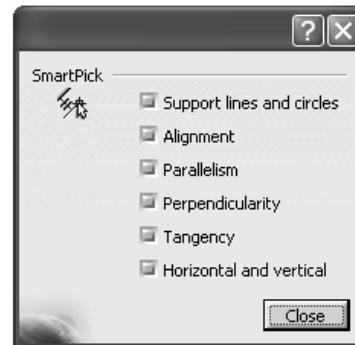 SmartPick
Support lines and circles
Alignment
Parallelism
Perpendicularity
Tangency
Horizontal and vertical
Close